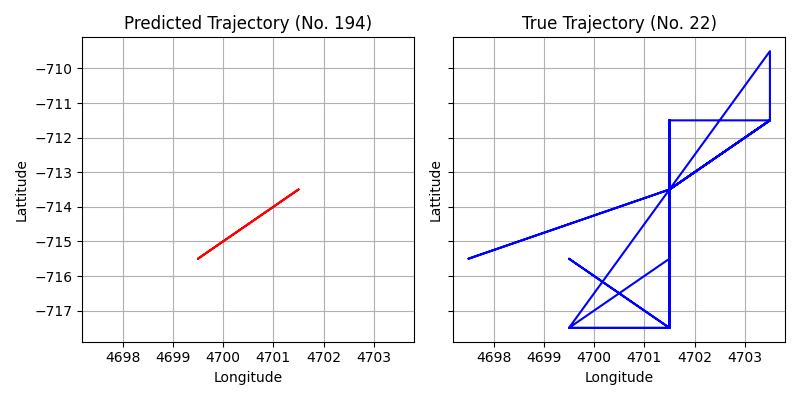 Predicted Trajectory (No. 194)
True Trajectory (No. 22)
−710
−711
−712
−713
−714
−715
−716
−717
Lattitude
Lattitude
4698 4699 4700 4701 4702 4703
4698 4699 4700 4701 4702 4703
Longitude
Longitude